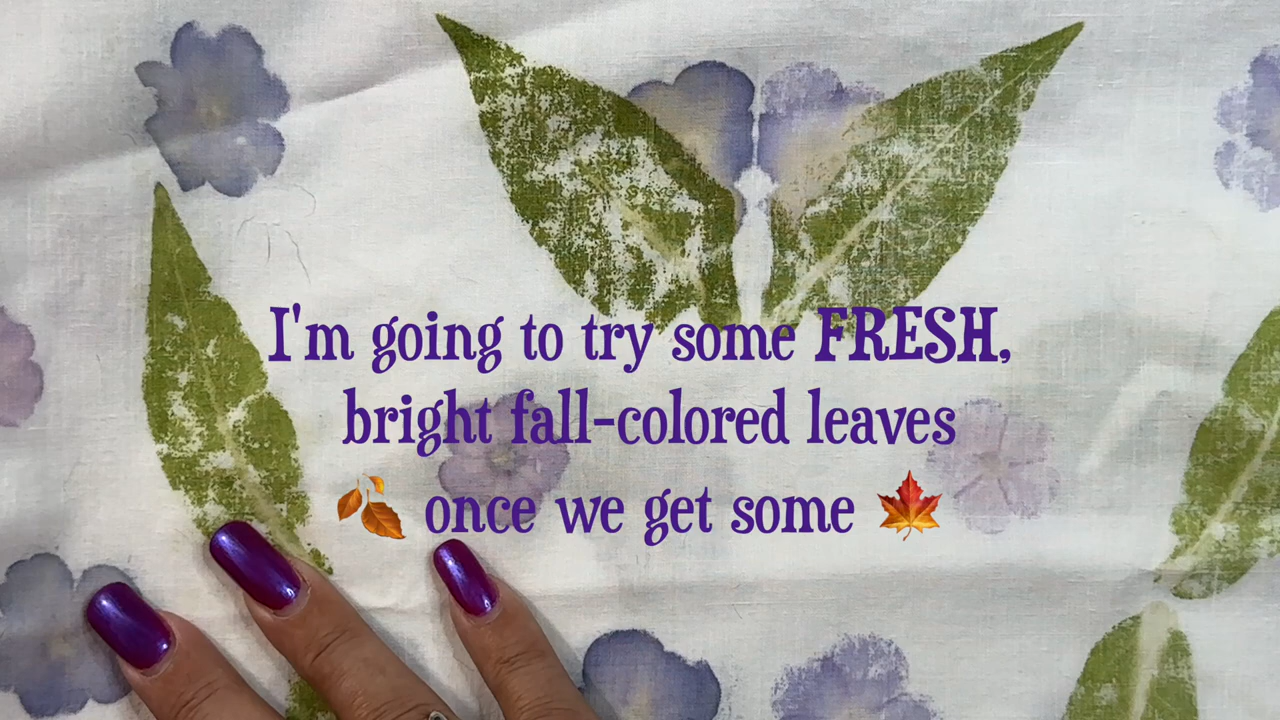 I'm going to try some FRESH,
bright fall-colored leaves
🍂 once we get some 🍁